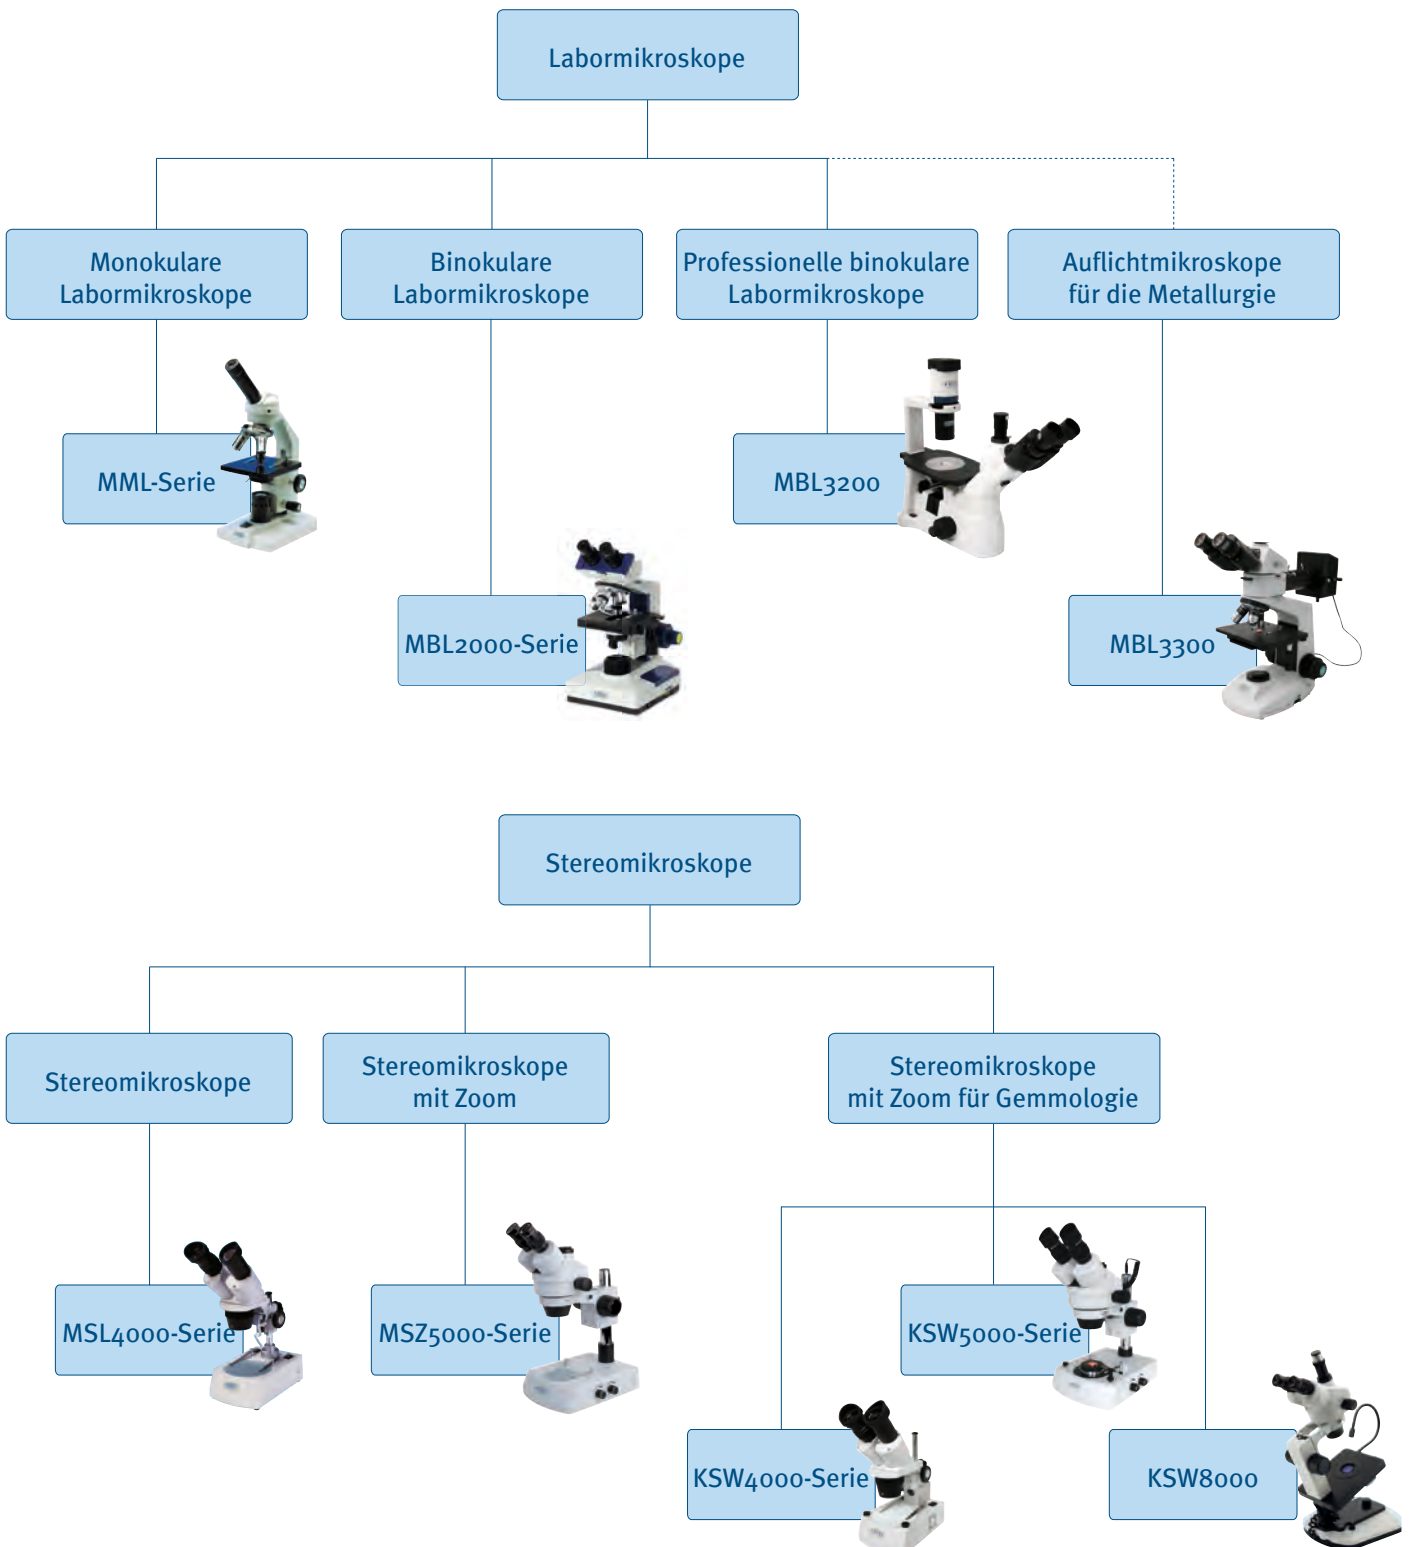 Labormikroskope
Monokulare
Labormikroskope
Binokulare
Labormikroskope
Professionelle binokulare
Labormikroskope
Auflichtmikroskope
für die Metallurgie
MML-Serie
MBL3200
MBL2000-Serie
MBL3300
Stereomikroskope
Stereomikroskope
Stereomikroskope
mit Zoom
Stereomikroskope
mit Zoom für Gemmologie
MSL4000-Serie
MSZ5000-Serie
KSW5000-Serie
KSW4000-Serie
KSW8000